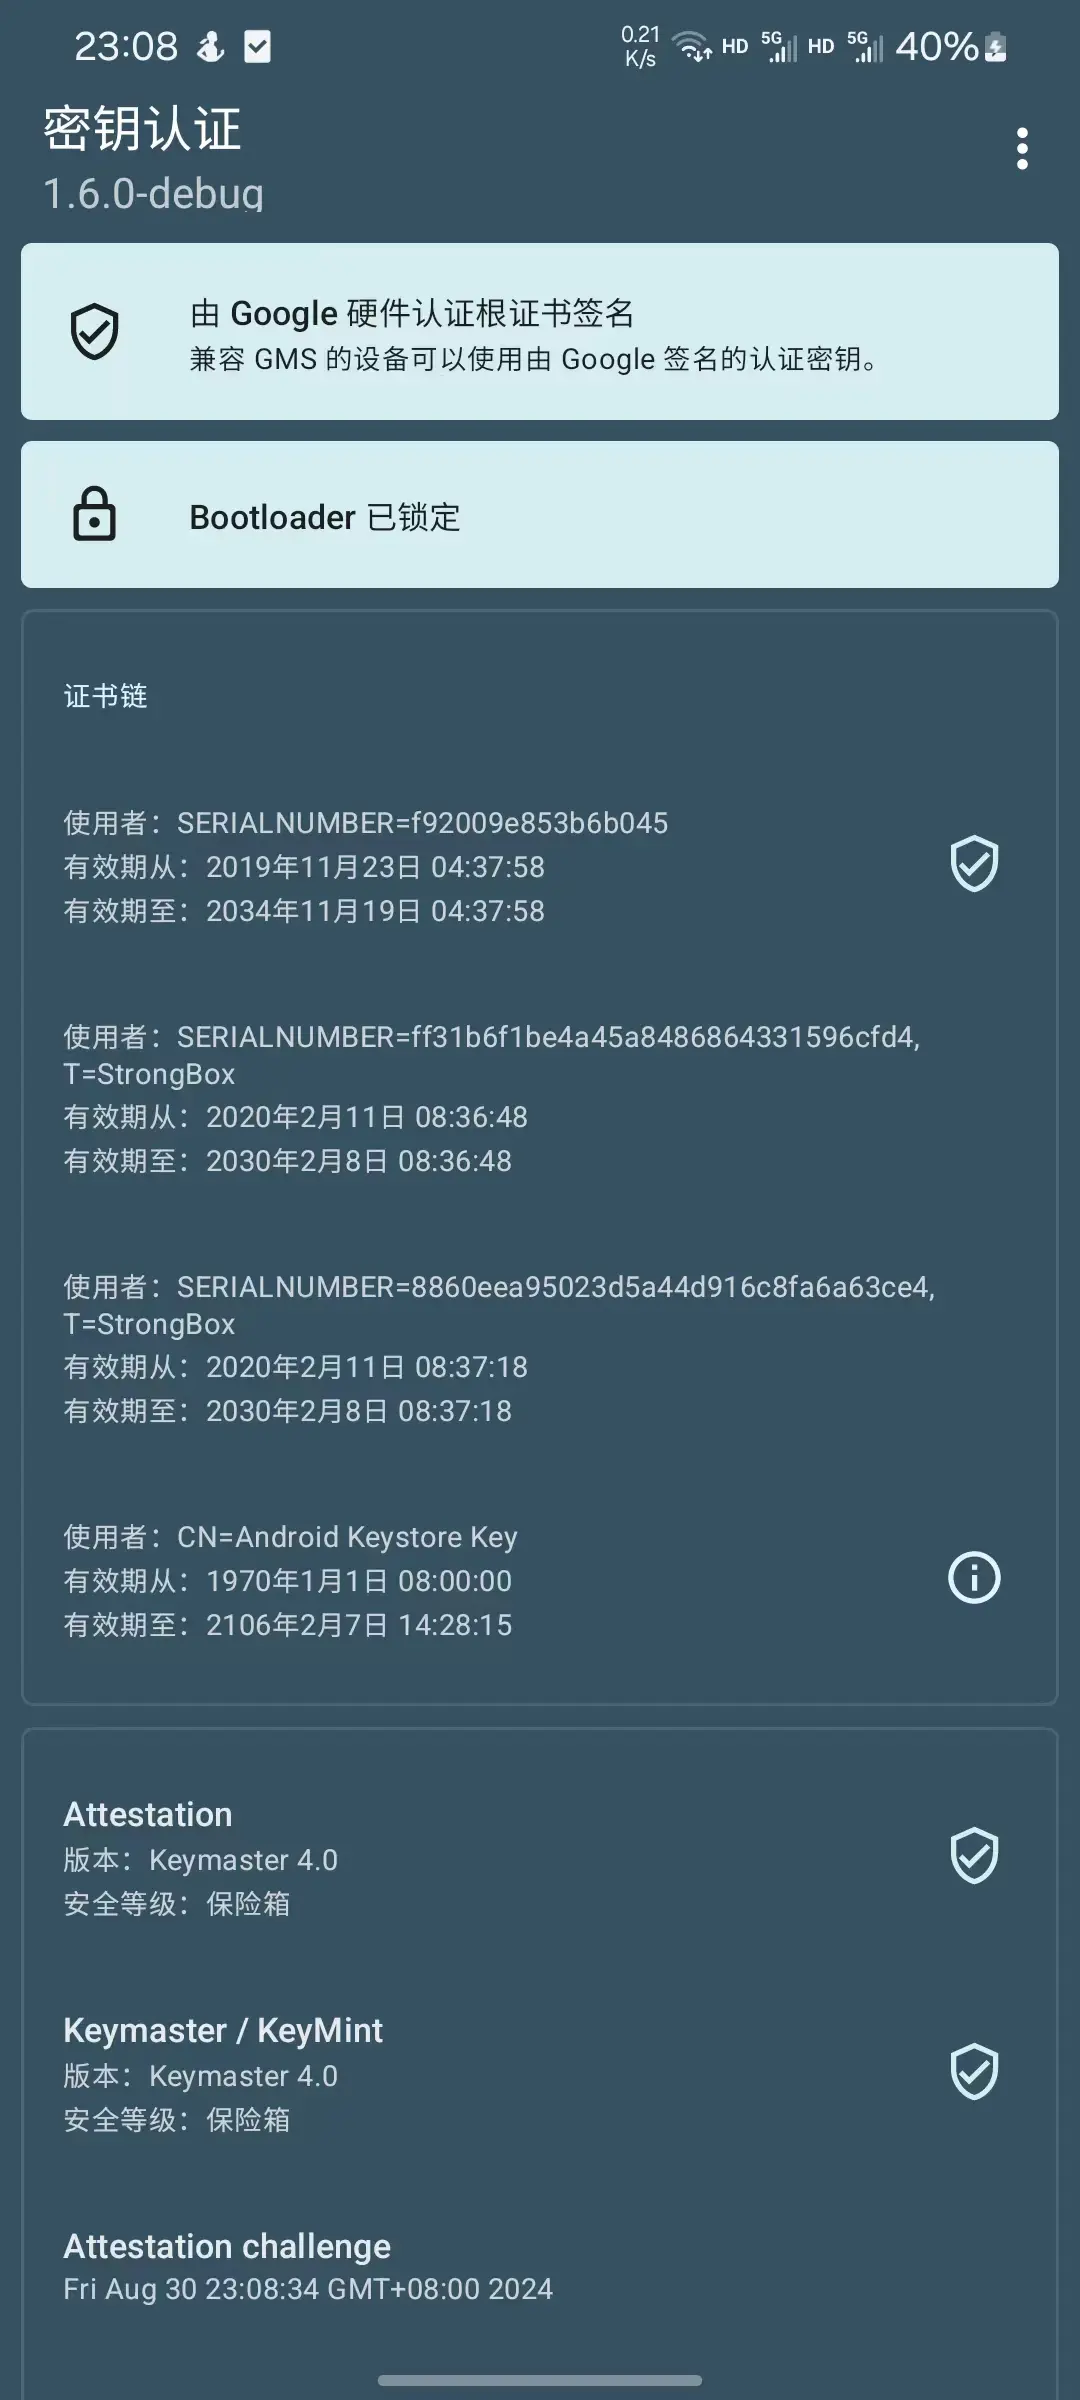 23:08
0.21
K/s
HD 5G HD 5G 40%
密钥认证
1.6.0-debug
由 Google 硬件认证根证书签名
兼容 GMS 的设备可以使用由 Google 签名的认证密钥。
Bootloader 已锁定
证书链
使用者：SERIALNUMBER=f92009e853b6b045
有效期从：2019年11月23日 04:37:58
有效期至：2034年11月19日 04:37:58
使用者：SERIALNUMBER=ff31b6f1be4a45a8486864331596cfd4,
T=StrongBox
有效期从：2020年2月11日 08:36:48
有效期至：2030年2月8日 08:36:48
使用者：SERIALNUMBER=8860eea95023d5a44d916c8fa6a63ce4,
T=StrongBox
有效期从：2020年2月11日 08:37:18
有效期至：2030年2月8日 08:37:18
使用者：CN=Android Keystore Key
有效期从：1970年1月1日 08:00:00
有效期至：2106年2月7日 14:28:15
Attestation
版本：Keymaster 4.0
安全等级：保险箱
Keymaster / KeyMint
版本：Keymaster 4.0
安全等级：保险箱
Attestation challenge
Fri Aug 30 23:08:34 GMT+08:00 2024